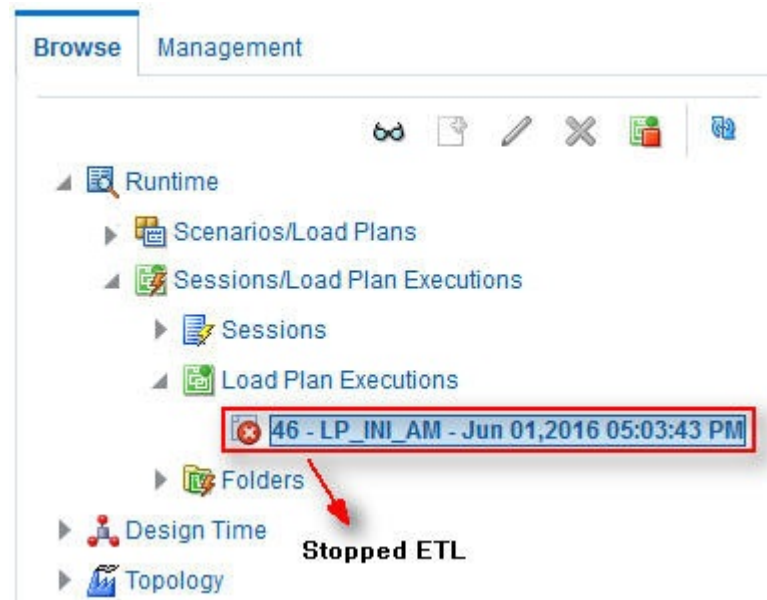 Browse Management
Runtime
Scenarios/Load Plans
Sessions/Load Plan Executions
Sessions
Load Plan Executions
46 - LP_INI_AM - Jun 01,2016 05:03:43 PM
Folders
Design Time
Stopped ETL
Topology